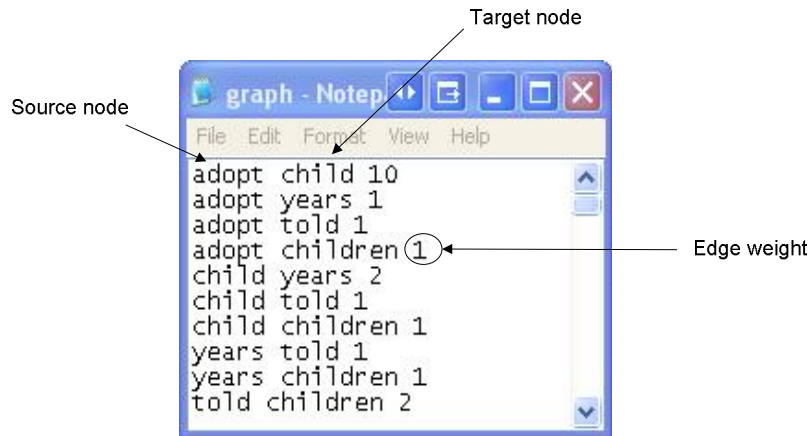 Target node
Source node
graph - Notep
File Edit Format View Help
adopt child 10
adopt years 1
adopt told 1
adopt children 1
Edge weight
child years 2
child told 1
child children 1
years told 1
years children 1
told children 2